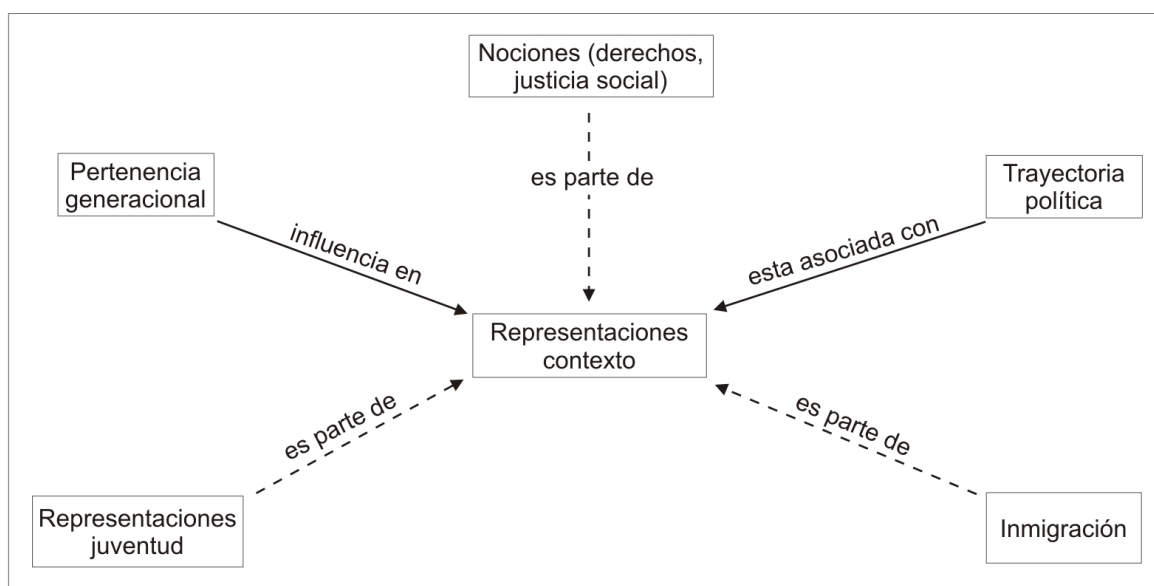 Nociones (derechos,
justicia social)
Pertenencia
generacional
es parte de
Trayectoria
política
influencia en
esta asociada con
Representaciones
contexto
es parte de
es parte de
Representaciones
juventud
Inmigración